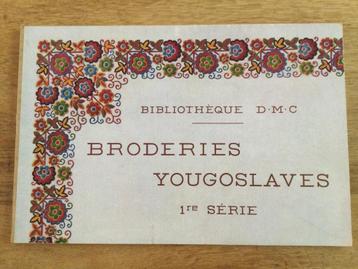 BIBLIOTHÈQUE D·M·C
BRODERIES
YOUGOSLAVES
1re SÉRIE